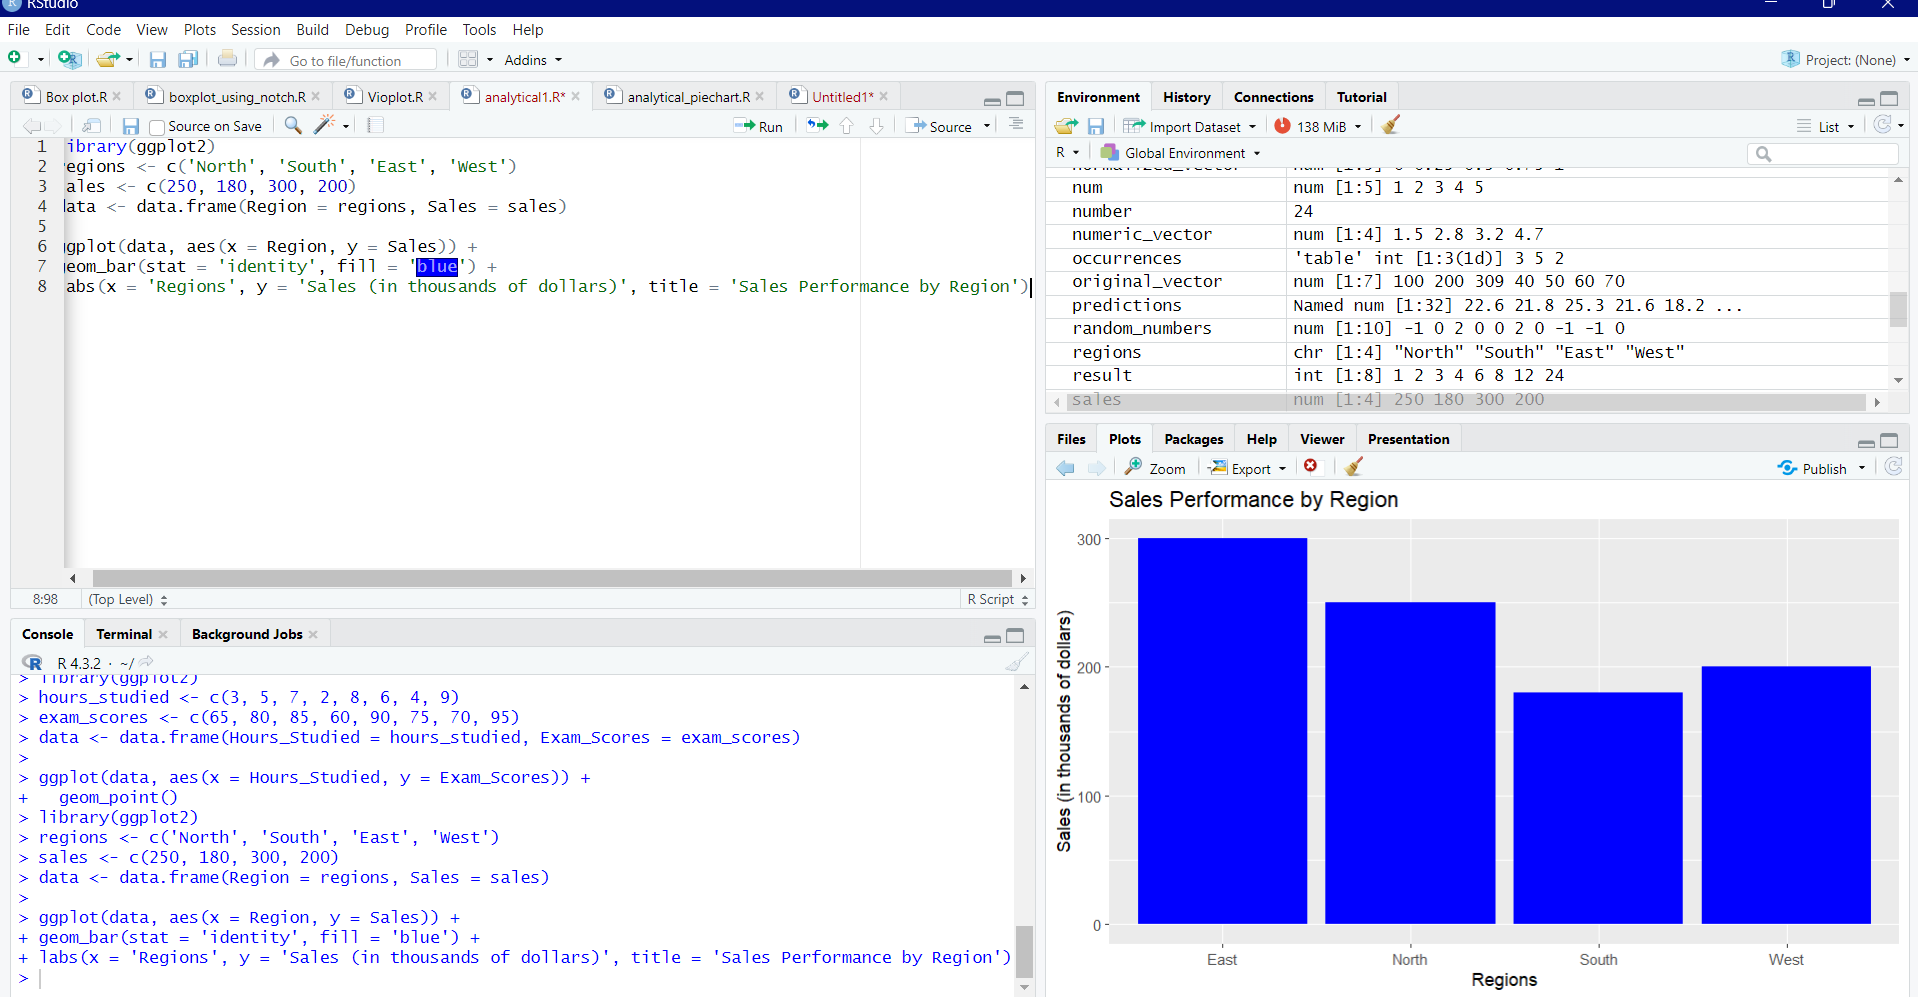 RStudio
File Edit Code View Plots Session Build Debug Profile Tools Help
Go to file/function Addins Project: (None)
Box plot.R boxplot_using_notch.R Vioplot.R analytical1.R* analytical_piechart.R Untitled1*
Source on Save Run Source
1 ibrary(ggplot2)
2 egions <- c('North', 'South', 'East', 'West')
3 ales <- c(250, 180, 300, 200)
4 ata <- data.frame(Region = regions, Sales = sales)
5
6 gplot(data, aes(x = Region, y = Sales)) +
7 eom_bar(stat = 'identity', fill = 'blue') +
8 abs(x = 'Regions', y = 'Sales (in thousands of dollars)', title = 'Sales Performance by Region')
8:98 (Top Level) R Script
Console Terminal Background Jobs
R 4.3.2 · ~/
> library(ggplot2)
> hours_studied <- c(3, 5, 7, 2, 8, 6, 4, 9)
> exam_scores <- c(65, 80, 85, 60, 90, 75, 70, 95)
> data <- data.frame(Hours_Studied = hours_studied, Exam_Scores = exam_scores)
>
> ggplot(data, aes(x = Hours_Studied, y = Exam_Scores)) +
+ geom_point()
> library(ggplot2)
> regions <- c('North', 'South', 'East', 'West')
> sales <- c(250, 180, 300, 200)
> data <- data.frame(Region = regions, Sales = sales)
>
> ggplot(data, aes(x = Region, y = Sales)) +
+ geom_bar(stat = 'identity', fill = 'blue') +
+ labs(x = 'Regions', y = 'Sales (in thousands of dollars)', title = 'Sales Performance by Region')
>
Environment History Connections Tutorial
Import Dataset 138 MiB List
R Global Environment
num num [1:5] 1 2 3 4 5
number 24
numeric_vector num [1:4] 1.5 2.8 3.2 4.7
occurrences 'table' int [1:3(1d)] 3 5 2
original_vector num [1:7] 100 200 309 40 50 60 70
predictions Named num [1:32] 22.6 21.8 25.3 21.6 18.2 ...
random_numbers num [1:10] -1 0 2 0 0 2 0 -1 -1 0
regions chr [1:4] "North" "South" "East" "West"
result int [1:8] 1 2 3 4 6 8 12 24
sales num [1:4] 250 180 300 200
Files Plots Packages Help Viewer Presentation
Zoom Export Publish
Sales Performance by Region
Sales (in thousands of dollars)
300
200
100
0
East North South West
Regions